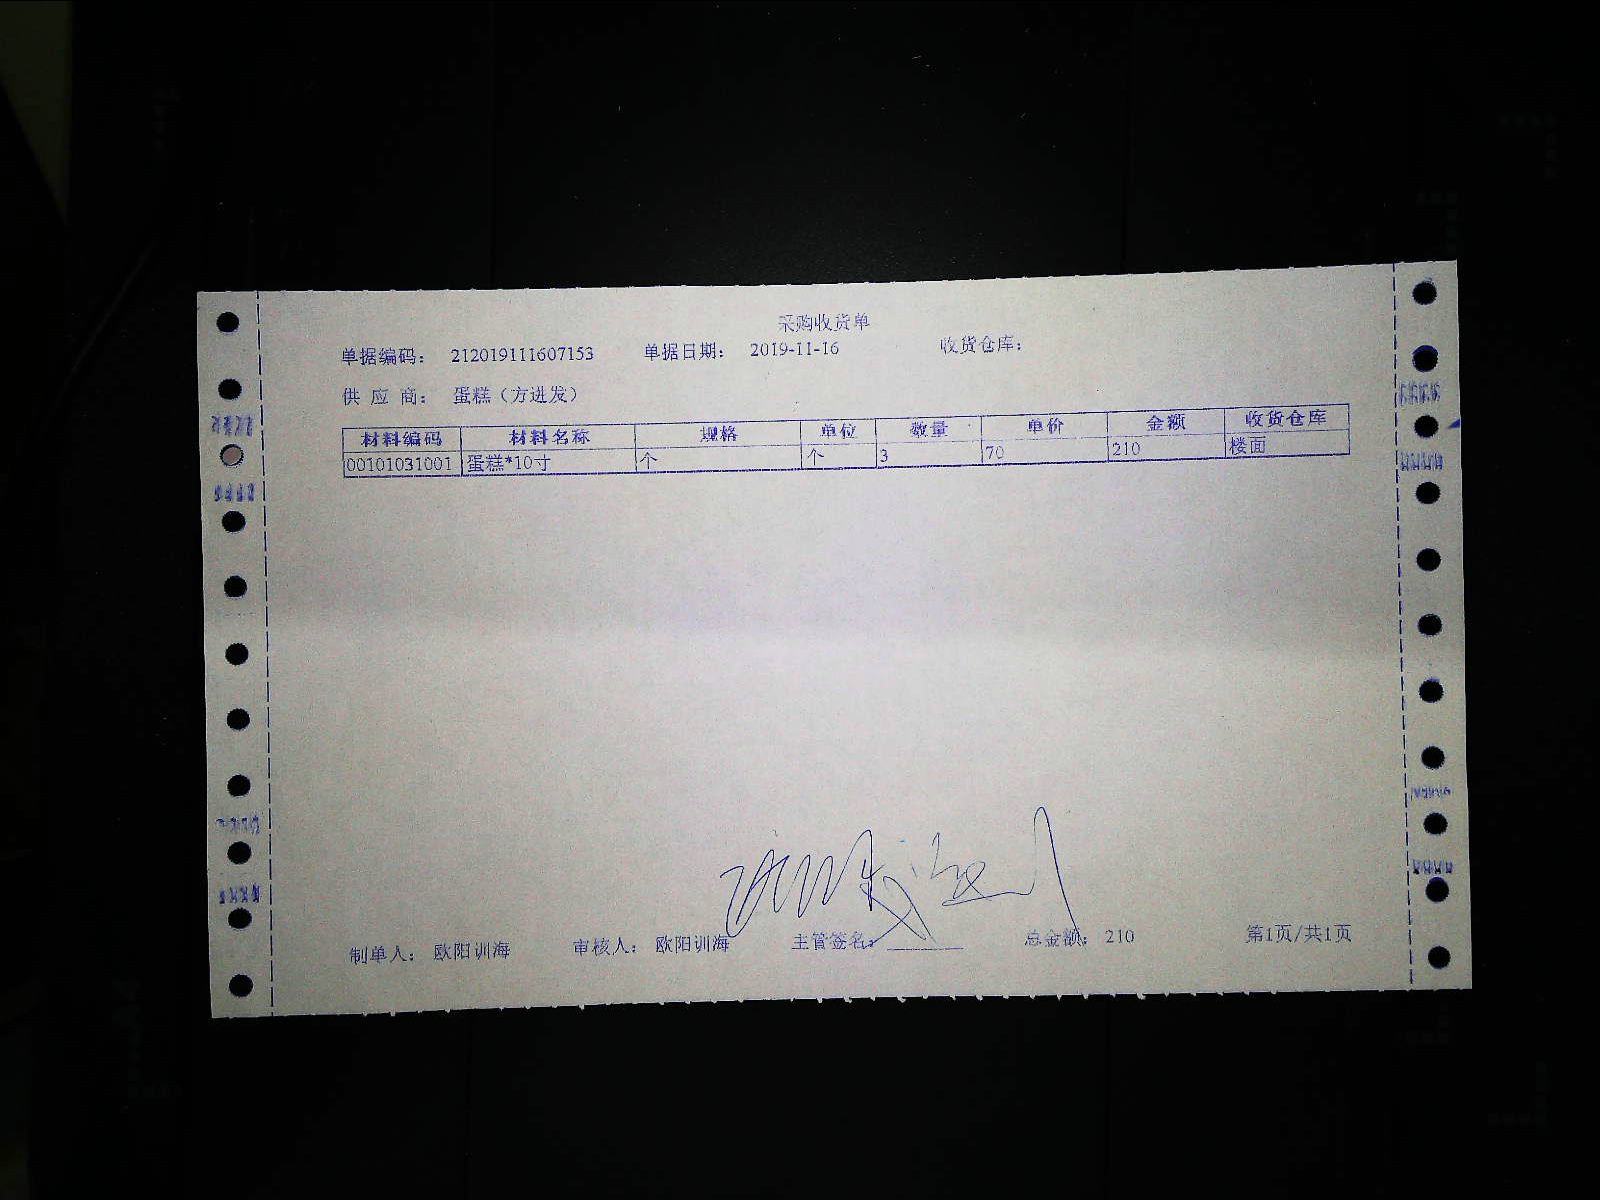 采购收货单
单据编码： 212019111607153 单据日期： 2019-11-16 收货仓库：
供 应 商： 蛋糕（方进发）
材料编码 材料名称 规格 单位 数量 单价 金额 收货仓库
00101031001 蛋糕*10寸 个 个 3 70 210 楼面
制单人： 欧阳训海 审核人： 欧阳训海 主管签名： 总金额： 210 第1页/共1页